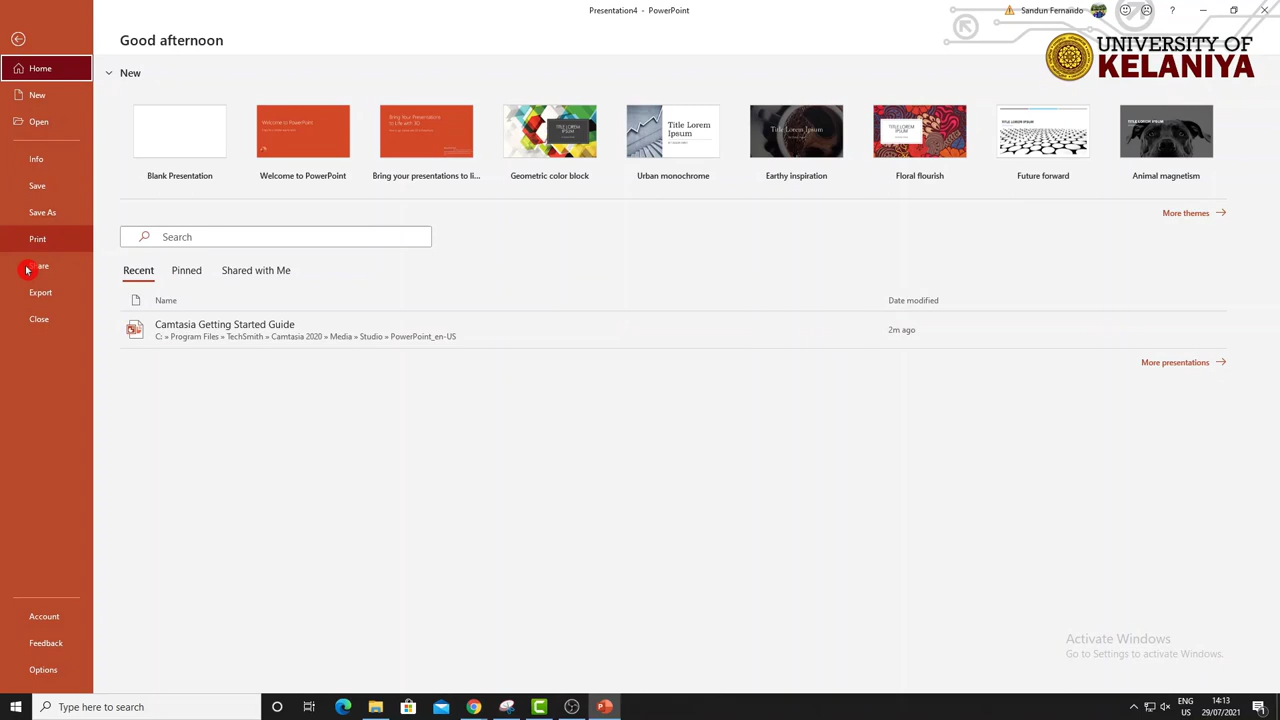 Presentation4 - PowerPoint
Sandun Fernando
?
Good afternoon
UNIVERSITY OF
KELANIYA
Home
New
Open
Info
Save
Save As
Print
Share
Export
Close
Account
Feedback
Options
New
Title Lorem Ipsum
Blank Presentation
Welcome to PowerPoint
Bring your presentations to li...
Geometric color block
Urban monochrome
Earthy inspiration
Floral flourish
Future forward
Animal magnetism
More themes
Search
Recent Pinned Shared with Me
Name Date modified
Camtasia Getting Started Guide
C: » Program Files » TechSmith » Camtasia 2020 » Media » Studio » PowerPoint_en-US
2m ago
More presentations
Activate Windows
Go to Settings to activate Windows.
Type here to search
ENG
US
14:13
29/07/2021